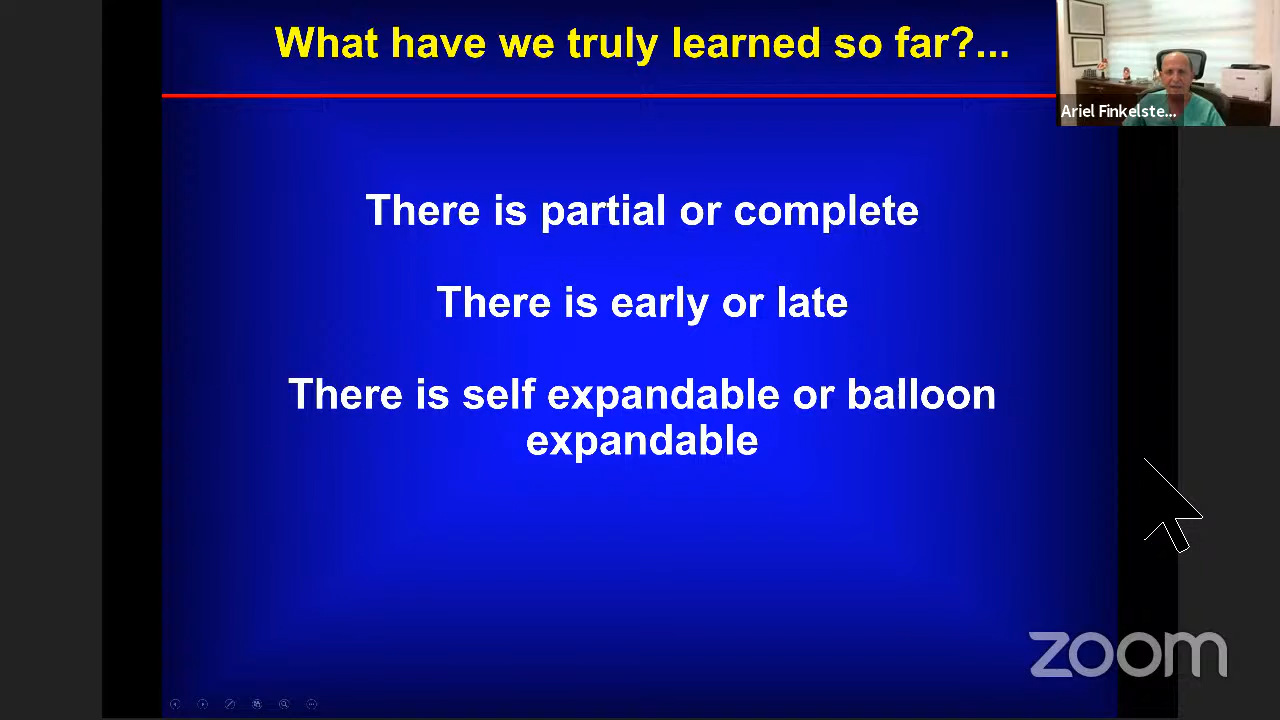 What have we truly learned so far?...
Ariel Finkelste...
There is partial or complete
There is early or late
There is self expandable or balloon
expandable
zoom